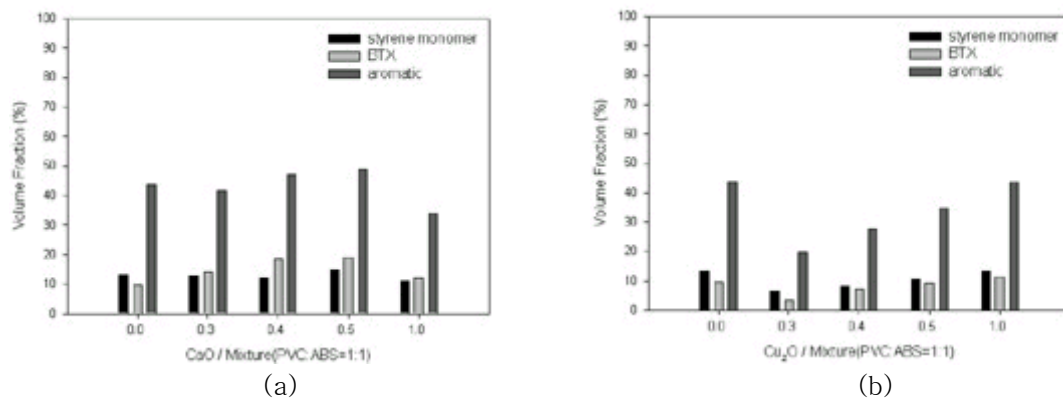 100
90
80
70
60
50
40
30
20
10
0
Volume Fraction (%)
styrene monomer
BTX
aromatic
0.0 0.3 0.4 0.5 1.0
CaO / Mixture(PVC:ABS=1:1)
(a)
100
90
80
70
60
50
40
30
20
10
0
Volume Fraction (%)
styrene monomer
BTX
aromatic
0.0 0.3 0.4 0.5 1.0
Cu₂O / Mixture(PVC:ABS=1:1)
(b)